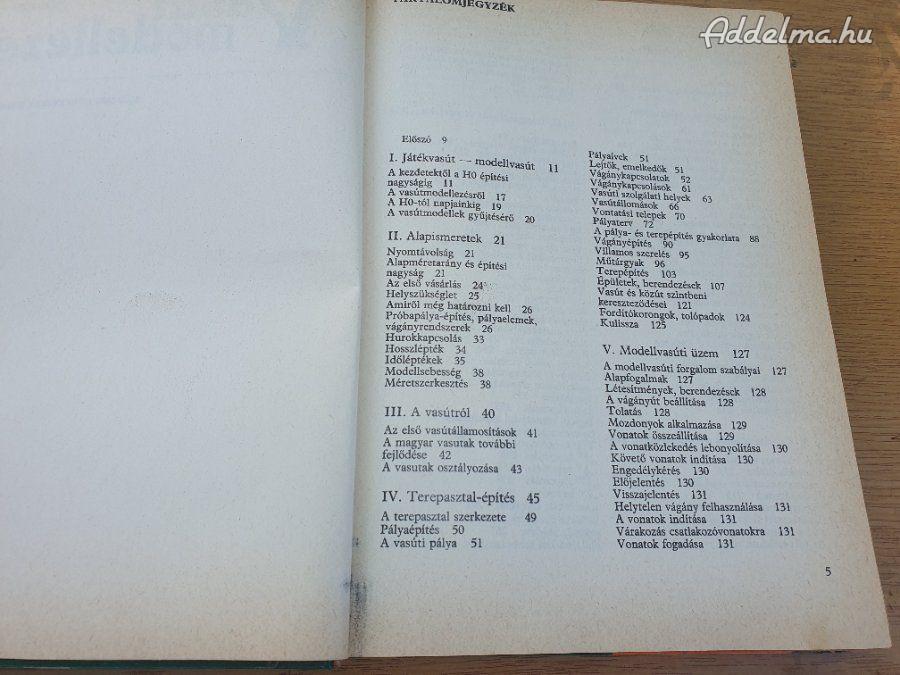 TARTALOMJEGYZÉK
Addelma.hu
Előszó 9
I. Játékvasút — modellvasút 11
A kezdetektől a H0 építési
nagyságig 11
A vasútmodellezésről 17
A H0-tól napjainkig 19
A vasútmodellek gyűjtésérő 20
II. Alapismeretek 21
Nyomtávolság 21
Alapméretarány és építési
nagyság 21
Az első vásárlás 24
Helyszükséglet 25
Amiről még határozni kell 26
Próbapálya-építés, pályaelemek,
vágányrendszerek 26
Hurokkapcsolás 33
Hosszlépték 34
Időléptékek 35
Modellsebesség 38
Méretszerkesztés 38
III. A vasútról 40
Az első vasútállamosítások 41
A magyar vasutak további
fejlődése 42
A vasutak osztályozása 43
IV. Terepasztal-építés 45
A terepasztal szerkezete 49
Pályaépítés 50
A vasúti pálya 51
Pályaívek 51
Lejtők, emelkedők 51
Vágánykapcsolatok 52
Vágánykapcsolások 61
Vasúti szolgálati helyek 63
Vasútállomások 66
Vontatási telepek 70
Pályaterv 72
A pálya- és terepépítés gyakorlata 88
Vágányépítés 90
Villamos szerelés 95
Műtárgyak 96
Terepépítés 103
Épületek, berendezések 107
Vasút és közút szintbeni
kereszteződései 121
Fordítókorongok, tolópadok 124
Kulissza 125
V. Modellvasúti üzem 127
A modellvasúti forgalom szabályai 127
Alapfogalmak 127
Létesítmények, berendezések 128
A vágányút beállítása 128
Tolatás 128
Mozdonyok alkalmazása 129
Vonatok összeállítása 129
A vonatközlekedés lebonyolítása 130
Követő vonatok indítása 130
Engedélykérés 130
Előjelentés 130
Visszajelentés 131
Helytelen vágány felhasználása 131
A vonatok indítása 131
Várakozás csatlakozóvonatokra 131
Vonatok fogadása 131
5